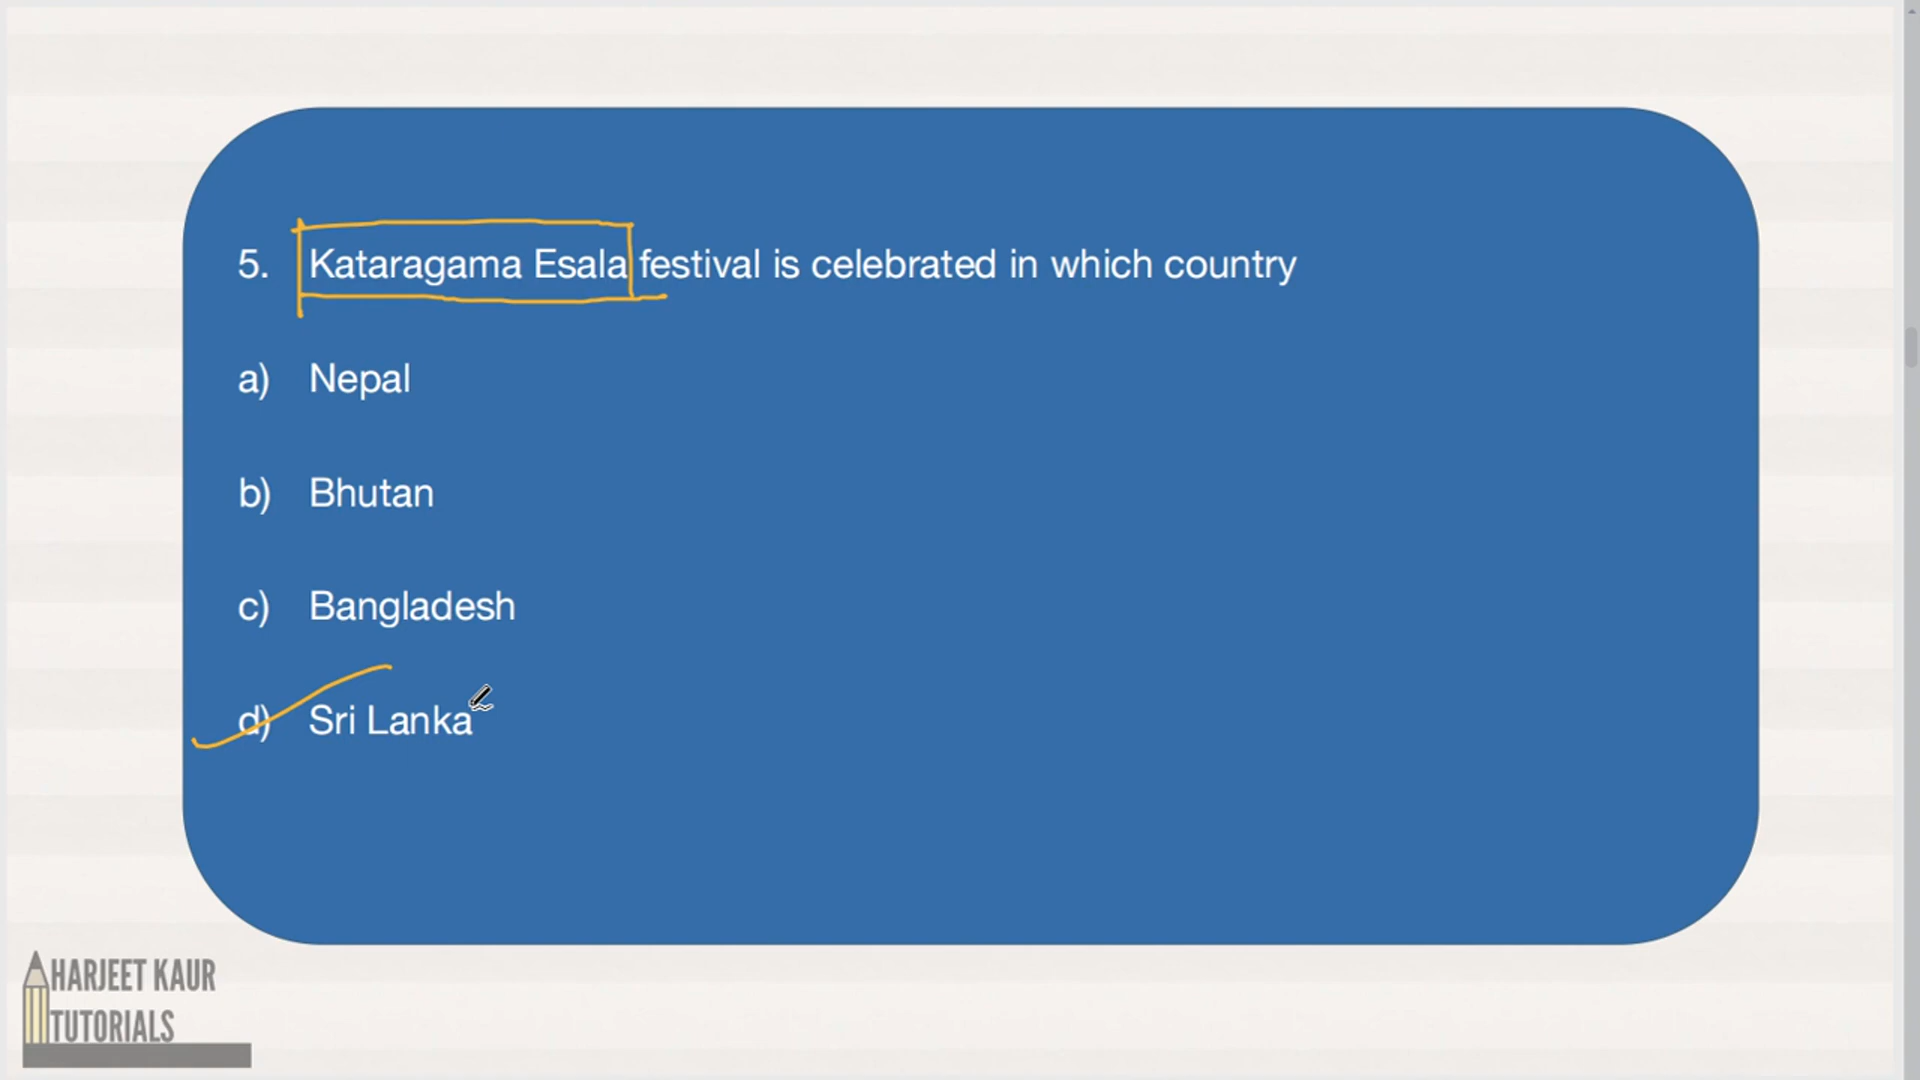 5. Kataragama Esala festival is celebrated in which country
a) Nepal
b) Bhutan
c) Bangladesh
d) Sri Lanka
HARJEET KAUR
TUTORIALS